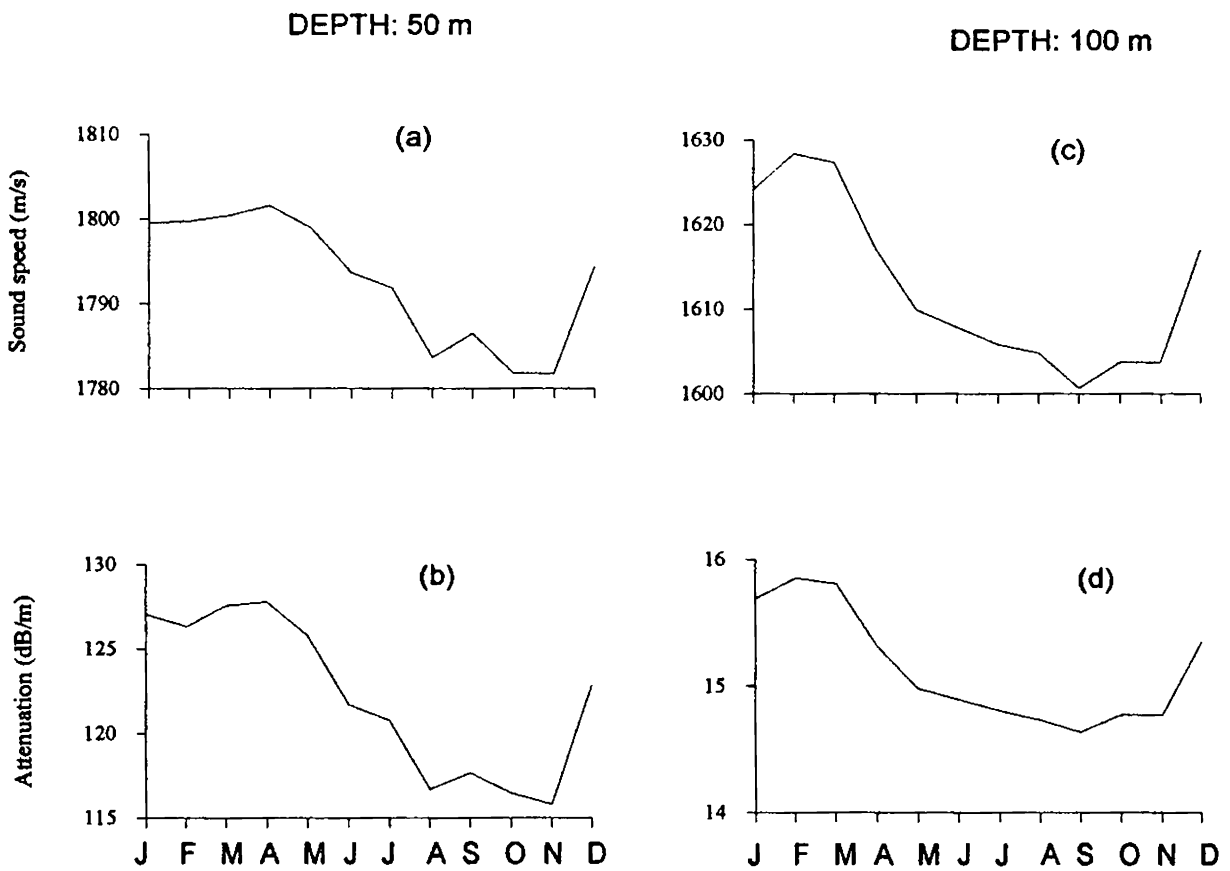 DEPTH: 50 m
DEPTH: 100 m
(a)
1810
1800
1790
1780
Sound speed (m/s)
(c)
1630
1620
1610
1600
(b)
130
125
120
115
Attenuation (dB/m)
J F M A M J J A S O N D
(d)
16
15
14
J F M A M J J A S O N D